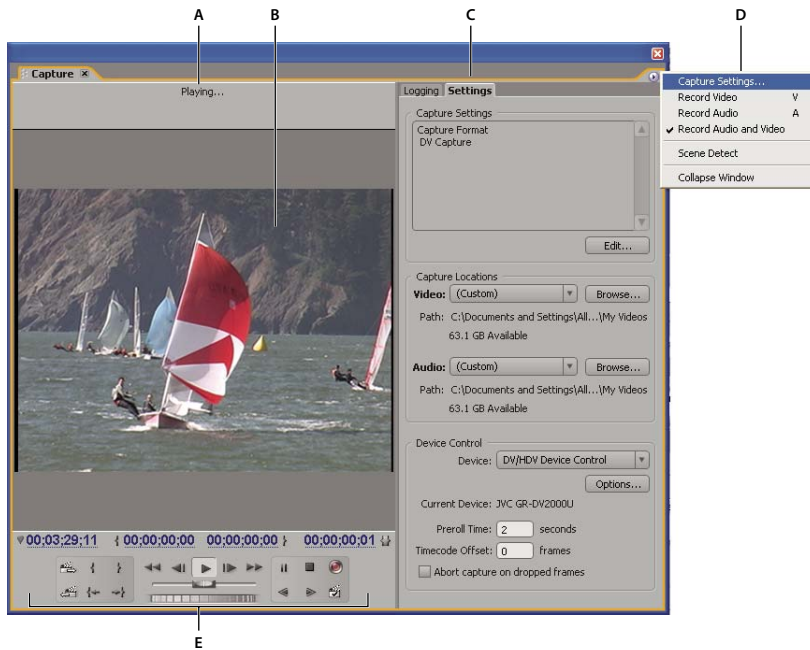 A B C D
Capture
Playing...
Logging Settings
Capture Settings
Capture Format
DV Capture
Edit...
Capture Locations
Video: (Custom) Browse...
Path: C:\Documents and Settings\All...\My Videos
63.1 GB Available
Audio: (Custom) Browse...
Path: C:\Documents and Settings\All...\My Videos
63.1 GB Available
Device Control
Device: DV/HDV Device Control
Options...
Current Device: JVC GR-DV2000U
Preroll Time: 2 seconds
Timecode Offset: 0 frames
Abort capture on dropped frames
Capture Settings...
Record Video V
Record Audio A
Record Audio and Video
Scene Detect
Collapse Window
00;03;29;11 { 00;00;00;00 00;00;00;00 } 00;00;00;01
E